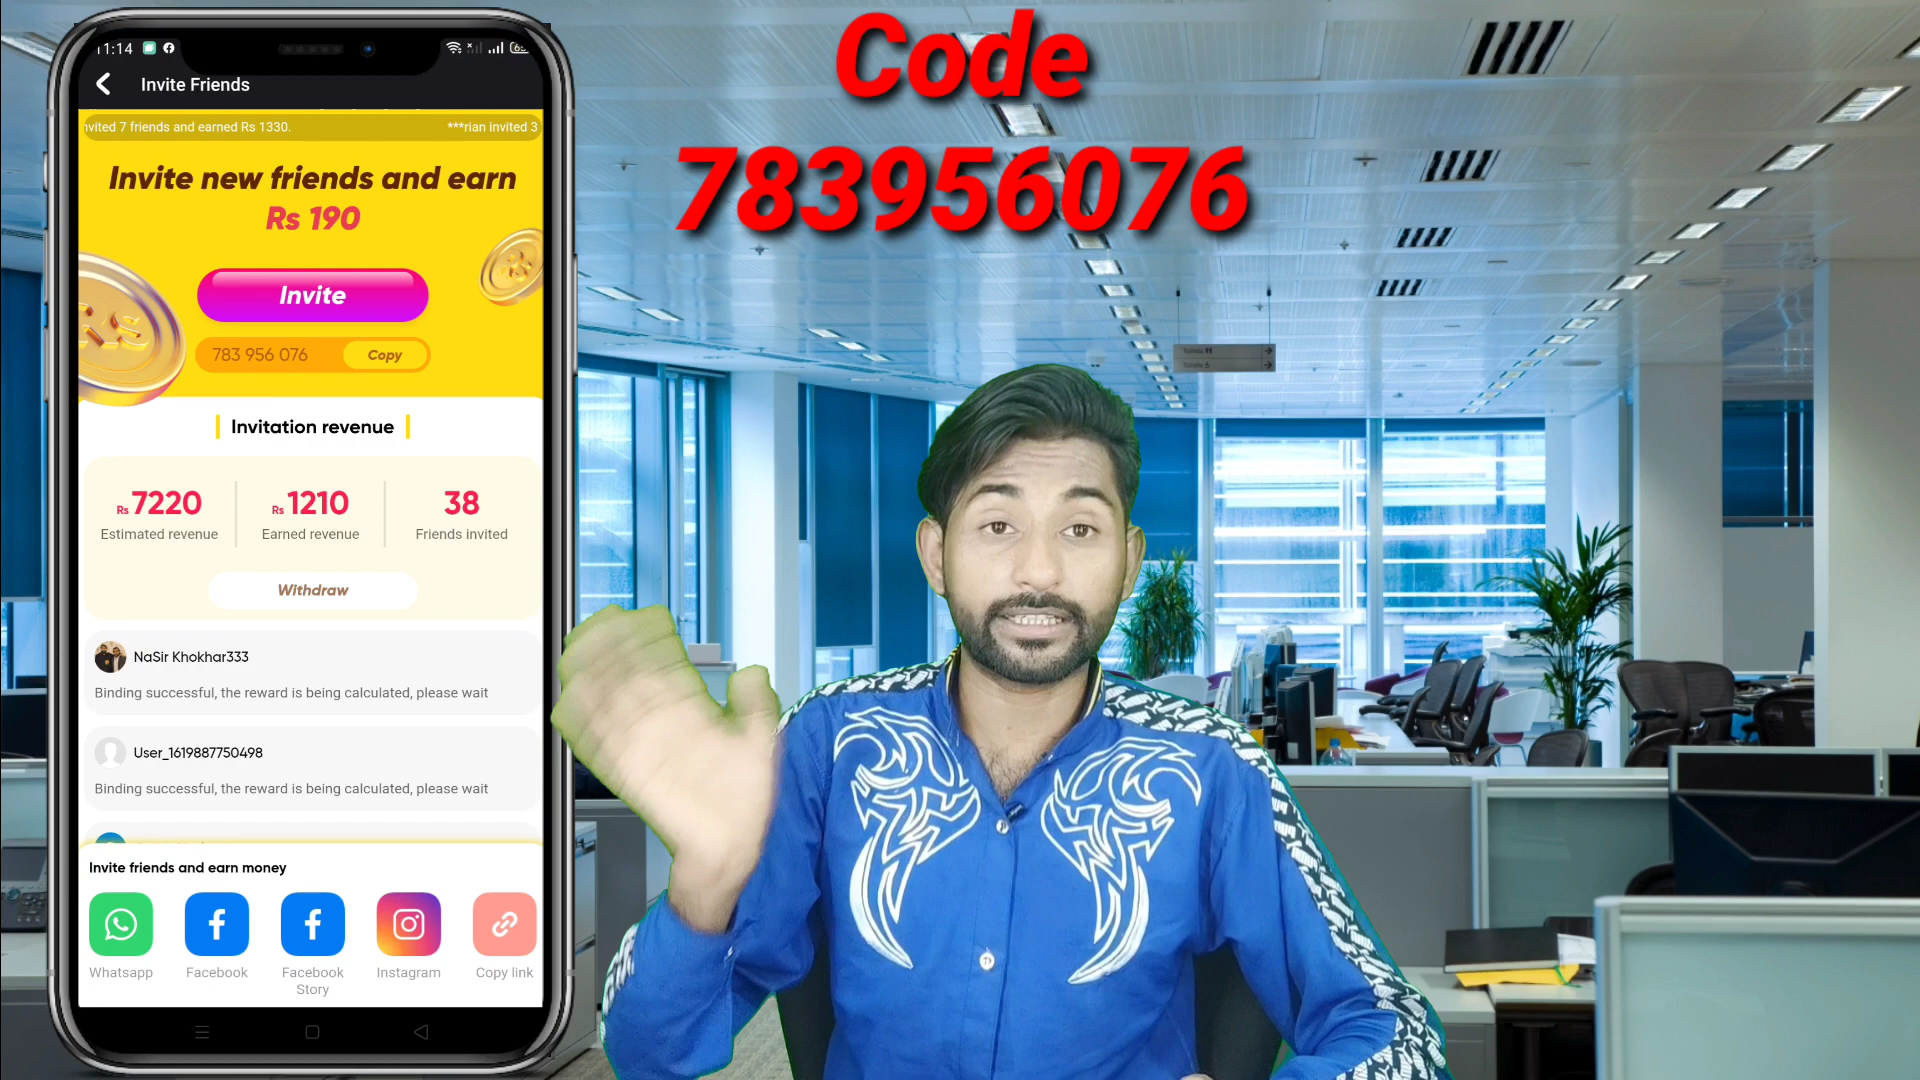 Code
783956076
11:14
Invite Friends
nvited 7 friends and earned Rs 1330.
***rian invited 3
Invite new friends and earn
Rs 190
Invite
783 956 076
Copy
Invitation revenue
Rs 7220
Rs 1210
38
Estimated revenue
Earned revenue
Friends invited
Withdraw
NaSir Khokhar333
Binding successful, the reward is being calculated, please wait
User_1619887750498
Binding successful, the reward is being calculated, please wait
Invite friends and earn money
Whatsapp
Facebook
Facebook
Story
Instagram
Copy link